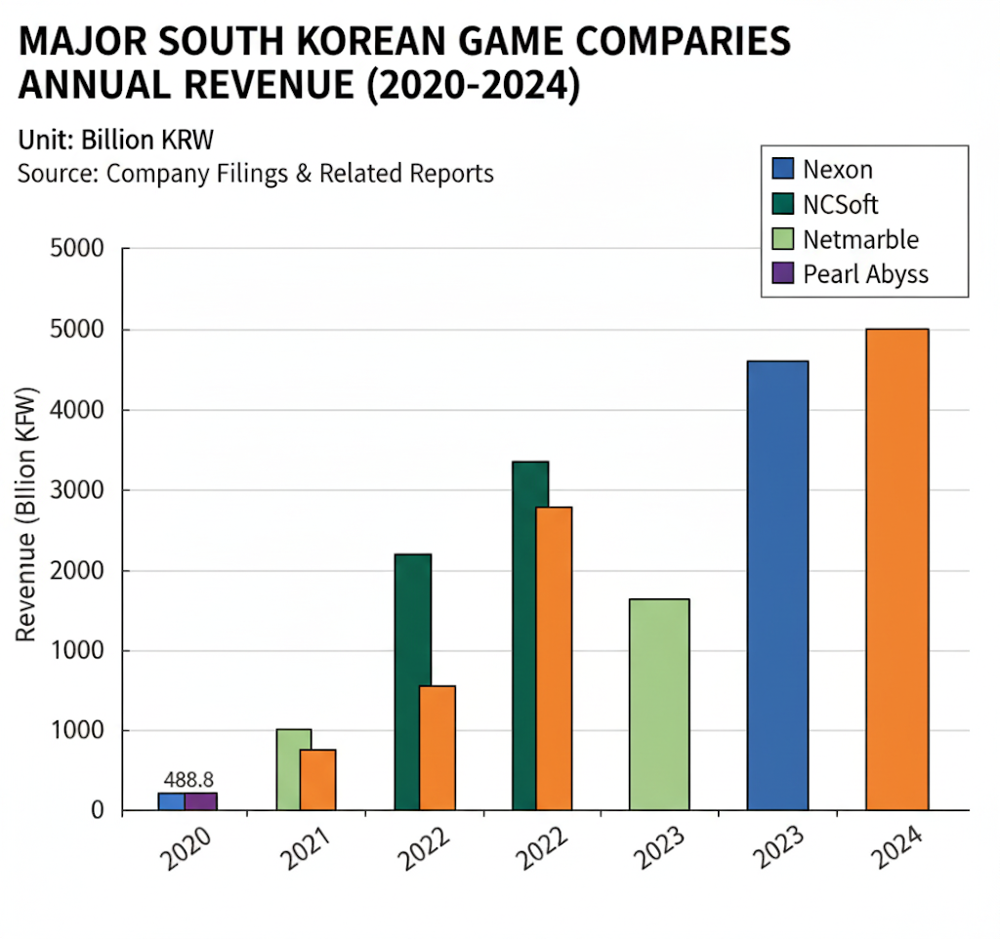 MAJOR SOUTH KOREAN GAME COMPARIES
ANNUAL REVENUE (2020-2024)
Unit: Billion KRW
Source: Company Filings & Related Reports
Nexon
NCSoft
Netmarble
Pearl Abyss
Revenue (BIlion KFW)
5000
5000
4000
3000
2000
1000
1000
0
488.8
2020
2021
2022
2022
2023
2023
2024